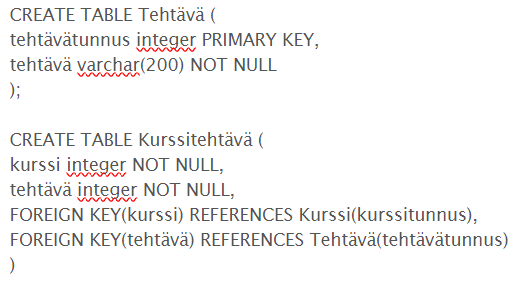 CREATE TABLE Tehtävä (
tehtävätunnus integer PRIMARY KEY,
tehtävä varchar(200) NOT NULL
);
CREATE TABLE Kurssitehtävä (
kurssi integer NOT NULL,
tehtävä integer NOT NULL,
FOREIGN KEY(kurssi) REFERENCES Kurssi(kurssitunnus),
FOREIGN KEY(tehtävä) REFERENCES Tehtävä(tehtävätunnus)
)